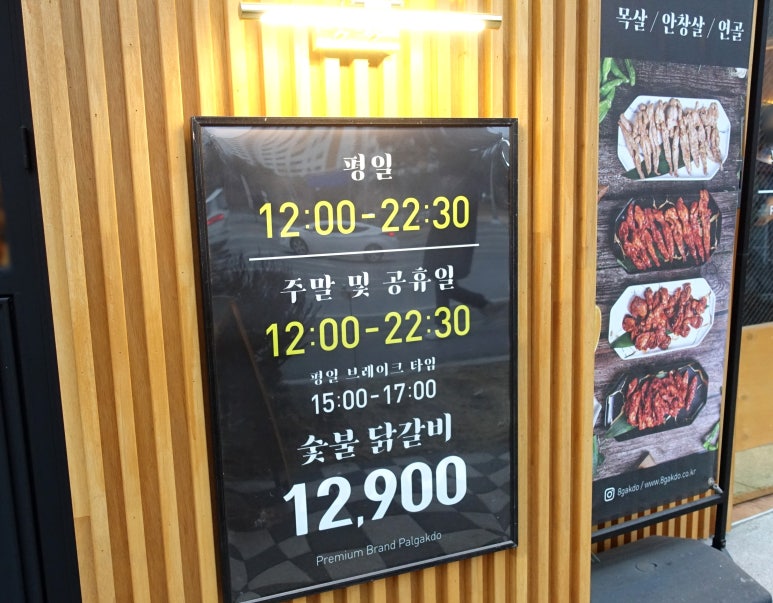 평일
12:00-22:30
주말 및 공휴일
12:00-22:30
평일 브레이크 타임
15:00-17:00
숯불 닭갈비
12,900
Premium Brand Palgakdo
목살 / 안창살 / 연골
8gakdo / www.8gakdo.co.kr